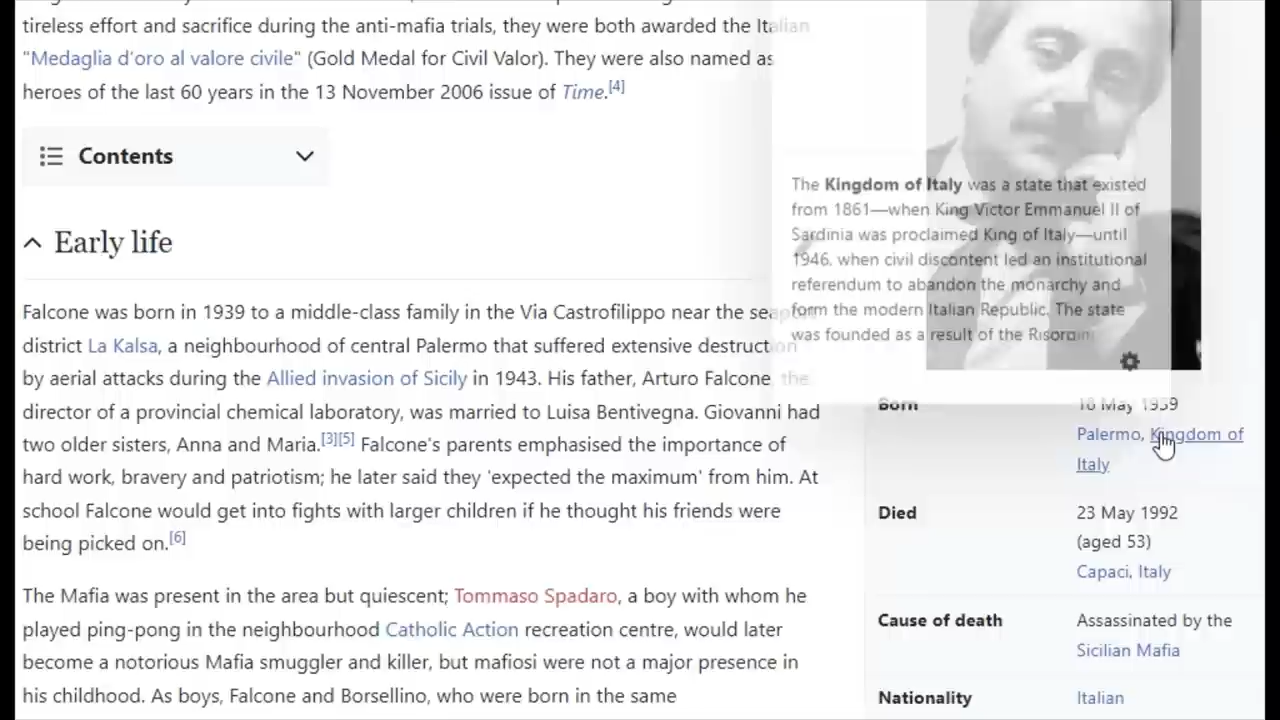 tireless effort and sacrifice during the anti-mafia trials, they were both awarded the Italian
"Medaglia d'oro al valore civile" (Gold Medal for Civil Valor). They were also named as
heroes of the last 60 years in the 13 November 2006 issue of Time.[4]
Contents
Early life
Falcone was born in 1939 to a middle-class family in the Via Castrofilippo near the seaport
district La Kalsa, a neighbourhood of central Palermo that suffered extensive destruction
by aerial attacks during the Allied invasion of Sicily in 1943. His father, Arturo Falcone, the
director of a provincial chemical laboratory, was married to Luisa Bentivegna. Giovanni had
two older sisters, Anna and Maria.[3][5] Falcone's parents emphasised the importance of
hard work, bravery and patriotism; he later said they 'expected the maximum' from him. At
school Falcone would get into fights with larger children if he thought his friends were
being picked on.[6]
The Mafia was present in the area but quiescent; Tommaso Spadaro, a boy with whom he
played ping-pong in the neighbourhood Catholic Action recreation centre, would later
become a notorious Mafia smuggler and killer, but mafiosi were not a major presence in
his childhood. As boys, Falcone and Borsellino, who were born in the same
The Kingdom of Italy was a state that existed
from 1861—when King Victor Emmanuel II of
Sardinia was proclaimed King of Italy—until
1946, when civil discontent led an institutional
referendum to abandon the monarchy and
form the modern Italian Republic. The state
was founded as a result of the Risorgim
Born 18 May 1939
Palermo, Kingdom of
Italy
Died 23 May 1992
(aged 53)
Capaci, Italy
Cause of death Assassinated by the
Sicilian Mafia
Nationality Italian